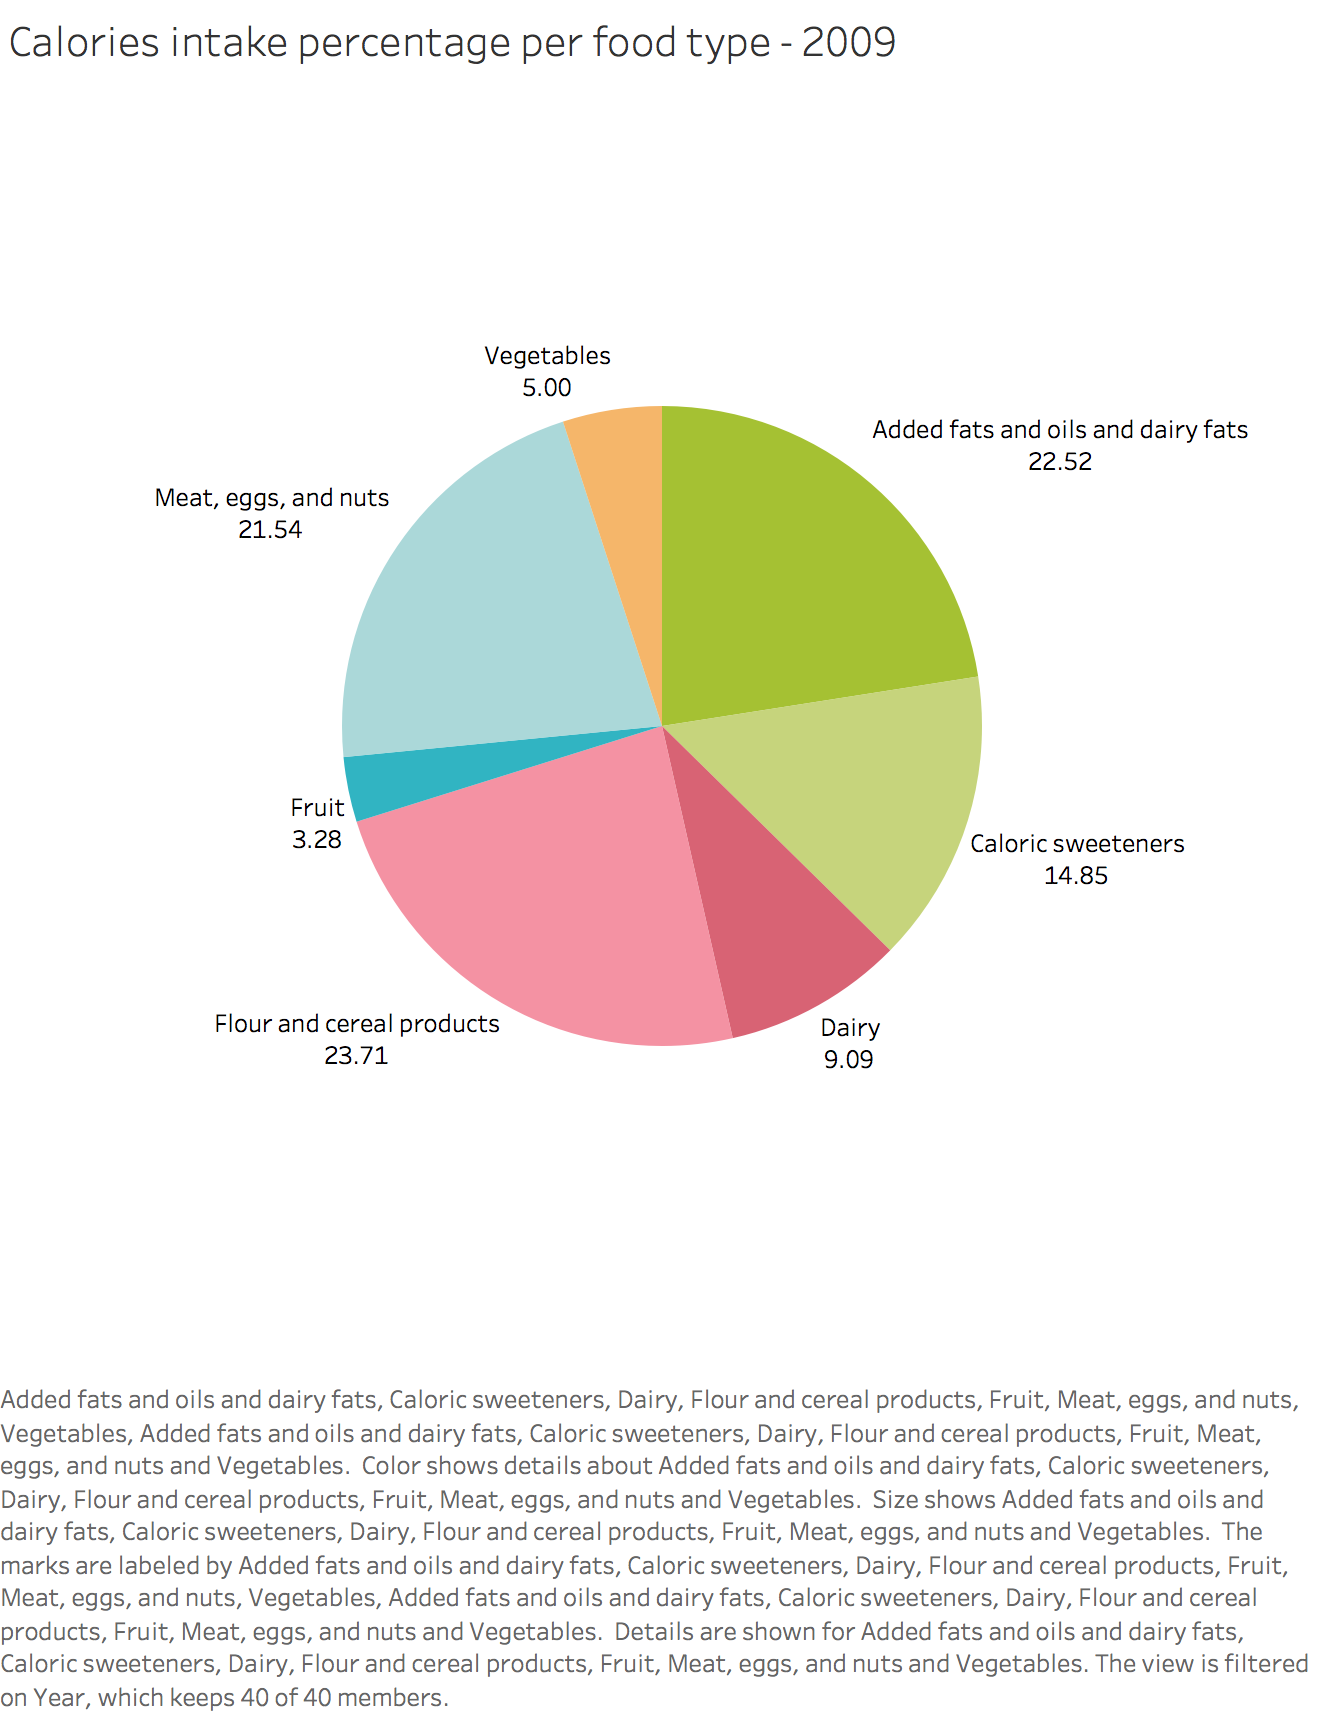 Calories intake percentage per food type - 2009
Vegetables
5.00
Added fats and oils and dairy fats
22.52
Meat, eggs, and nuts
21.54
Fruit
3.28
Caloric sweeteners
14.85
Flour and cereal products
23.71
Dairy
9.09
Added fats and oils and dairy fats, Caloric sweeteners, Dairy, Flour and cereal products, Fruit, Meat, eggs, and nuts,
Vegetables, Added fats and oils and dairy fats, Caloric sweeteners, Dairy, Flour and cereal products, Fruit, Meat,
eggs, and nuts and Vegetables.  Color shows details about Added fats and oils and dairy fats, Caloric sweeteners,
Dairy, Flour and cereal products, Fruit, Meat, eggs, and nuts and Vegetables.  Size shows Added fats and oils and
dairy fats, Caloric sweeteners, Dairy, Flour and cereal products, Fruit, Meat, eggs, and nuts and Vegetables.  The
marks are labeled by Added fats and oils and dairy fats, Caloric sweeteners, Dairy, Flour and cereal products, Fruit,
Meat, eggs, and nuts, Vegetables, Added fats and oils and dairy fats, Caloric sweeteners, Dairy, Flour and cereal
products, Fruit, Meat, eggs, and nuts and Vegetables.  Details are shown for Added fats and oils and dairy fats,
Caloric sweeteners, Dairy, Flour and cereal products, Fruit, Meat, eggs, and nuts and Vegetables. The view is filtered
on Year, which keeps 40 of 40 members.